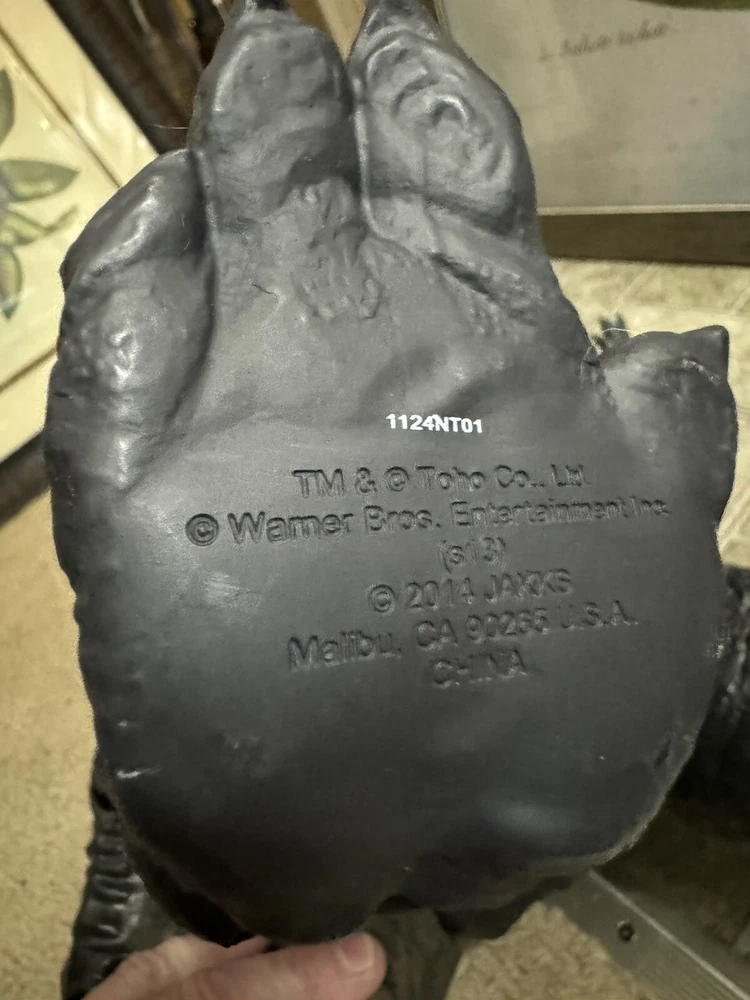 1124NT01
TM & © Toho Co., Ltd.
© Warner Bros. Entertainment Inc.
(s13)
© 2014 JAKKS
Malibu, CA 90265 U.S.A.
CHINA